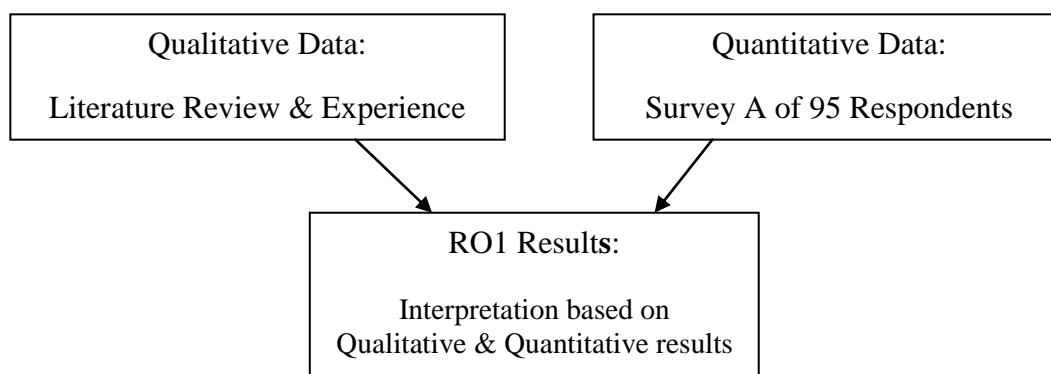 Qualitative Data:
Literature Review & Experience
Quantitative Data:
Survey A of 95 Respondents
RO1 Results:
Interpretation based on
Qualitative & Quantitative results